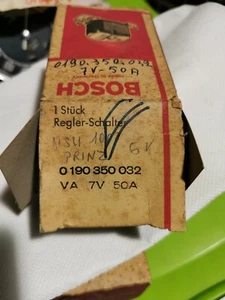 0190.350.032
7V-50A
BOSCH
1 Stück
Regler-Schalter
NSU 1000
PRINZ
0 190 350 032
VA 7V 50A